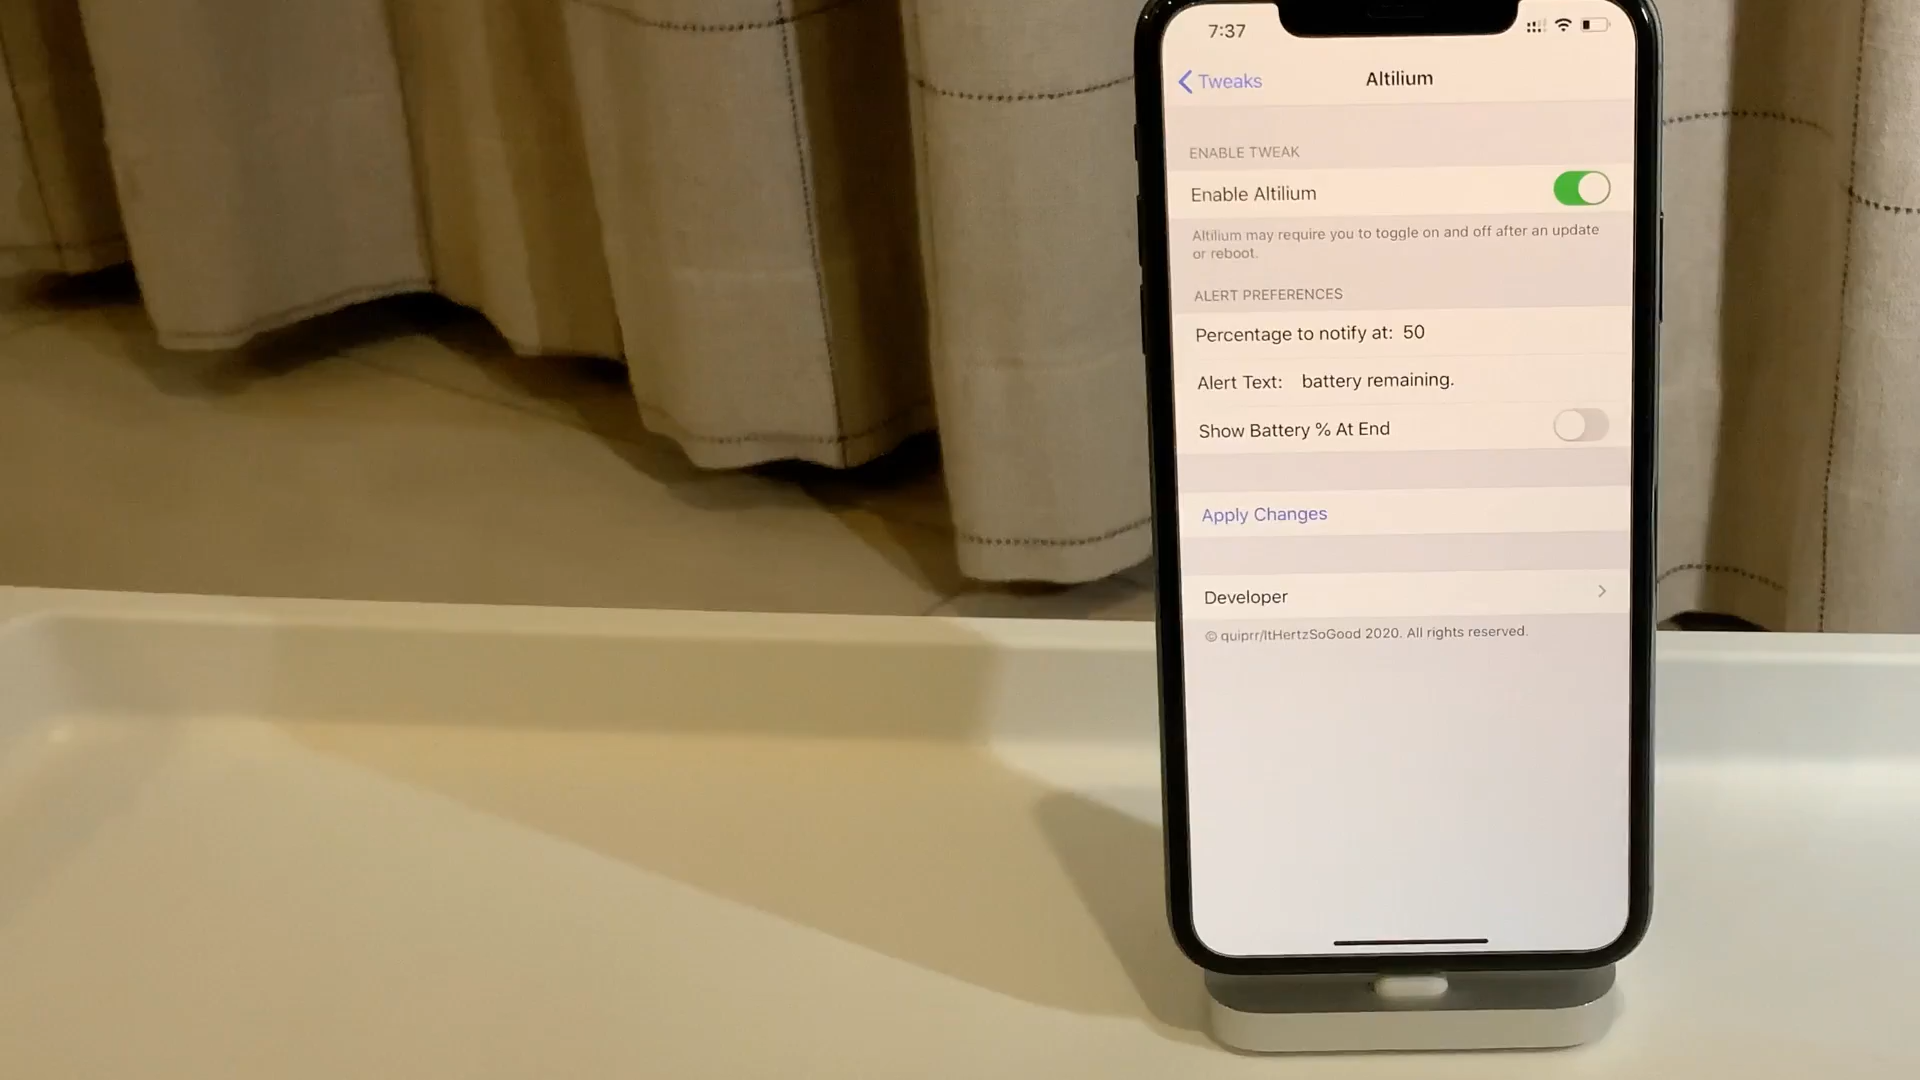 7:37
Tweaks
Altilium
ENABLE TWEAK
Enable Altilium
Altilium may require you to toggle on and off after an update
or reboot.
ALERT PREFERENCES
Percentage to notify at: 50
Alert Text: battery remaining.
Show Battery % At End
Apply Changes
Developer
© quiprr/ItHertzSoGood 2020. All rights reserved.